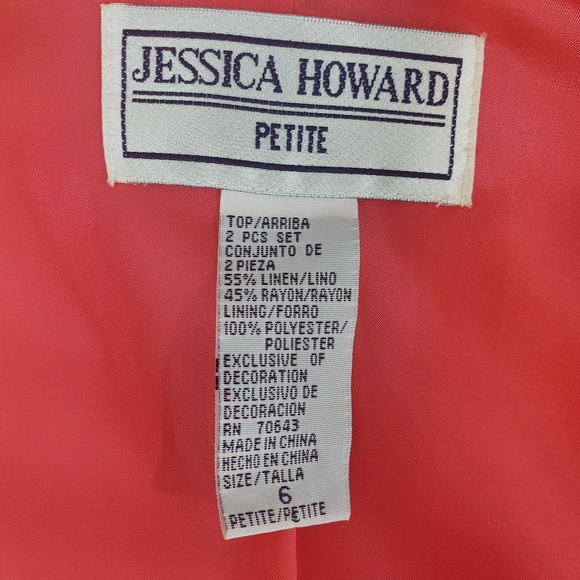 JESSICA HOWARD
PETITE
TOP/ARRIBA
2 PCS SET
CONJUNTO DE
2 PIEZA
55% LINEN/LINO
45% RAYON/RAYON
LINING/FORRO
100% POLYESTER/
POLIESTER
EXCLUSIVE OF
DECORATION
EXCLUSIVO DE
DECORACION
RN 70643
MADE IN CHINA
HECHO EN CHINA
SIZE/TALLA
6
PETITE/PETITE